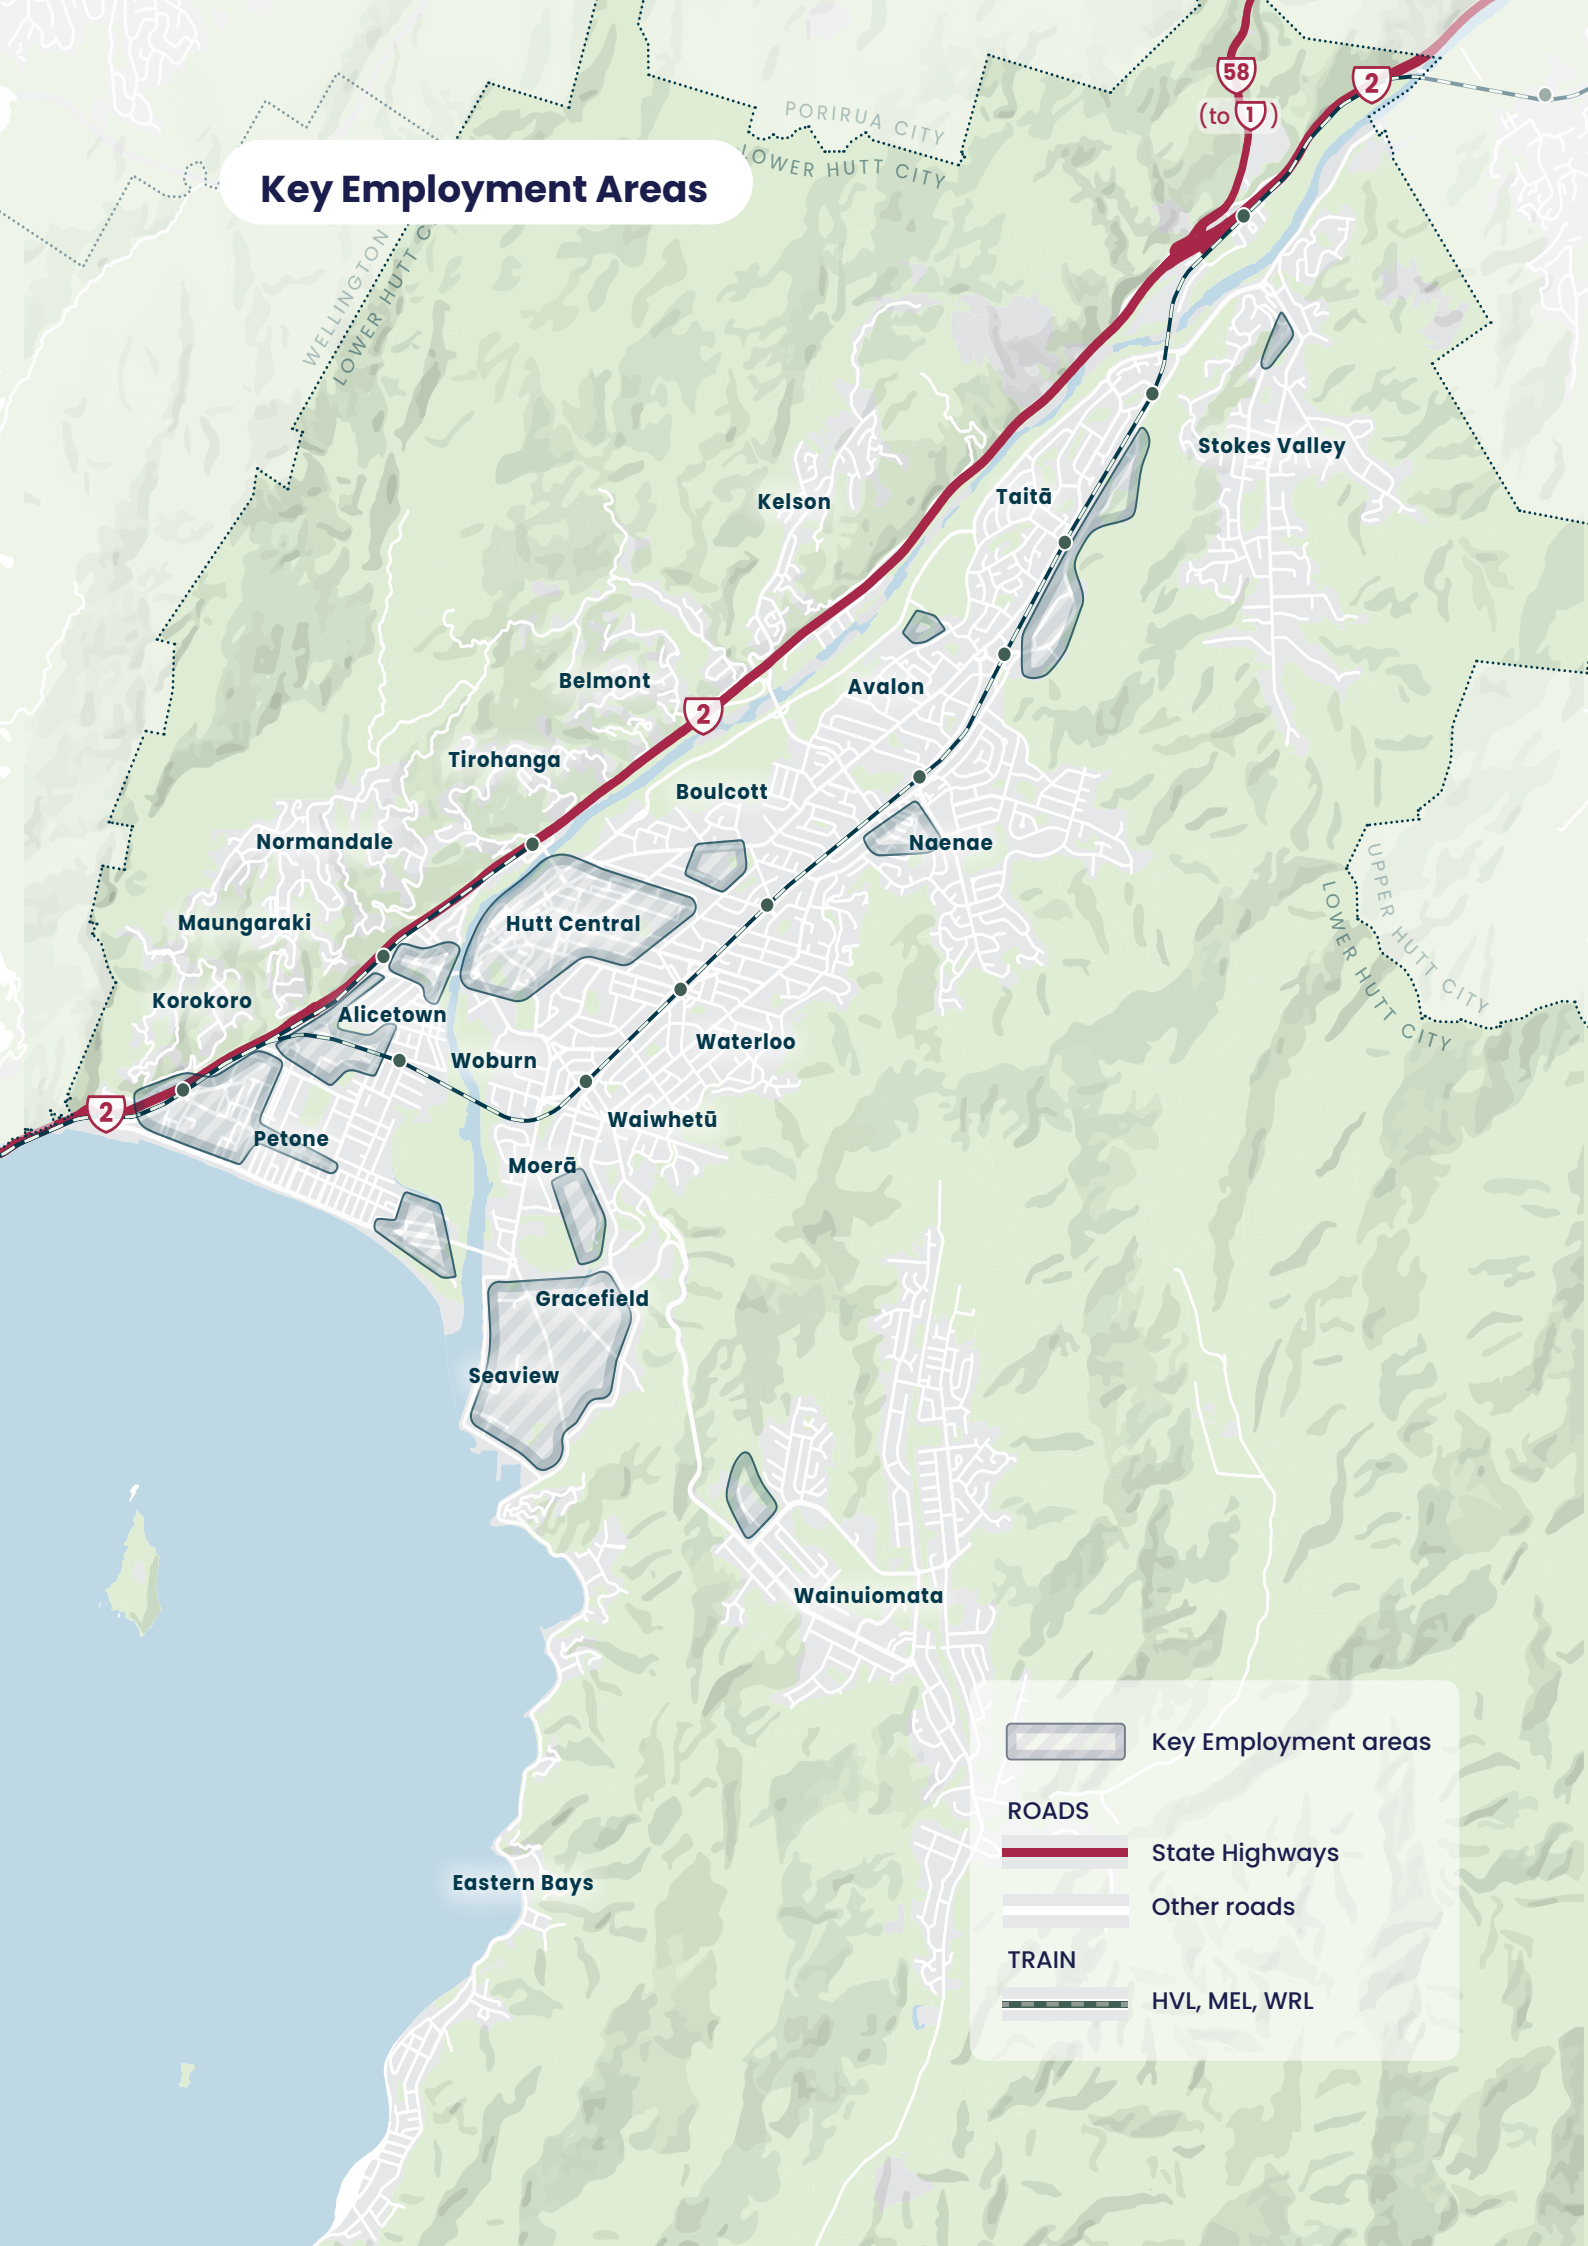 58
2
(to 1)
PORIRUA CITY
LOWER HUTT CITY
Key Employment Areas
WELLINGTON
LOWER HUTT C
Stokes Valley
Taitā
Kelson
Belmont
Avalon
2
Tirohanga
Boulcott
Normandale
Naenae
UPPER HUTT CITY
LOWER HUTT CITY
Maungaraki
Hutt Central
Korokoro
Alicetown
Waterloo
Woburn
2
Waiwhetū
Petone
Moerā
Gracefield
Seaview
Wainuiomata
Key Employment areas
ROADS
State Highways
Eastern Bays
Other roads
TRAIN
HVL, MEL, WRL